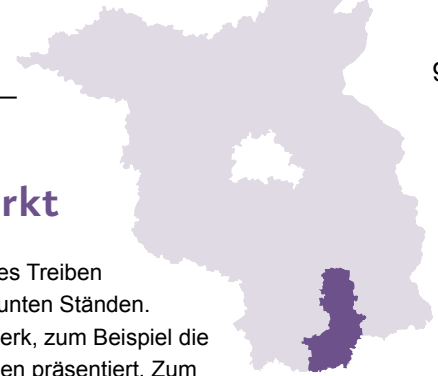 rkt
es Treiben
unten Ständen.
erk, zum Beispiel die
en präsentiert. Zum